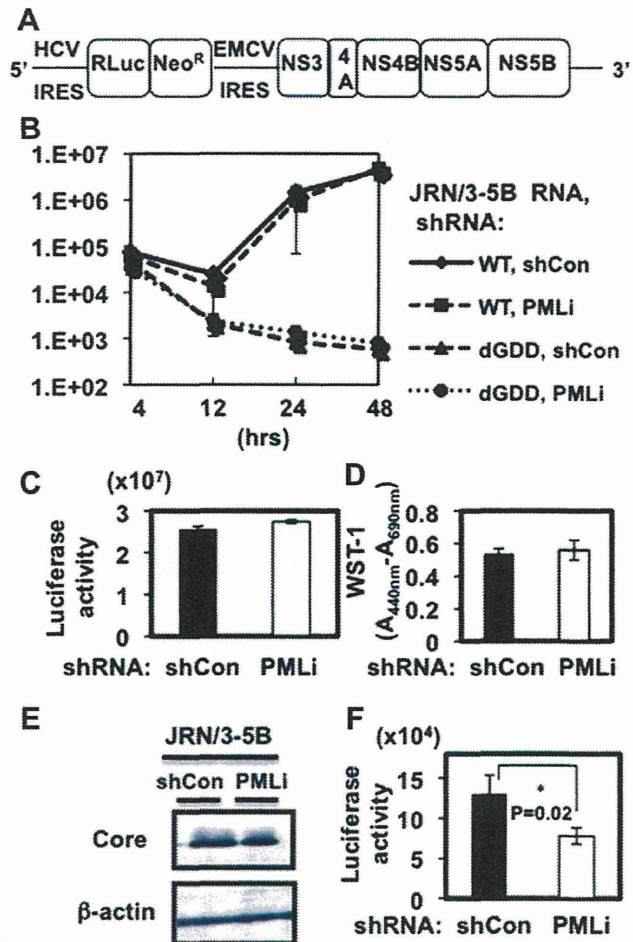 A
HCV
EMCV
5' RLuc Neoᴿ NS3 4A NS4B NS5A NS5B 3'
IRES
IRES
B
1.E+07
1.E+06
1.E+05
1.E+04
1.E+03
1.E+02
4 12 24 48
(hrs)
JRN/3-5B RNA,
shRNA:
WT, shCon
WT, PMLi
dGDD, shCon
dGDD, PMLi
C
(x10⁷)
Luciferase
activity
3
2
1
0
shRNA: shCon PMLi
D
WST-1
(A440nm-A690nm)
0.8
0.6
0.4
0.2
0
shRNA: shCon PMLi
E
JRN/3-5B
shCon PMLi
Core
β-actin
F
(x10⁴)
Luciferase
activity
15
10
5
0
*
P=0.02
shRNA: shCon PMLi